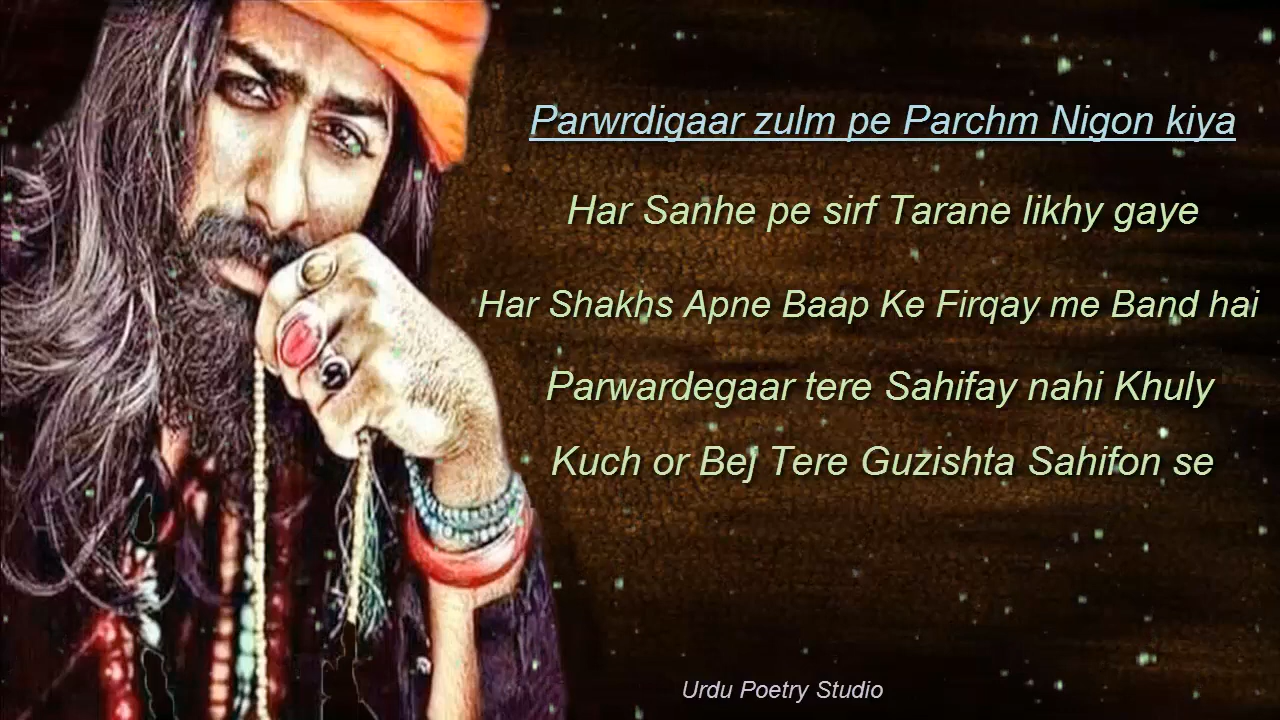 Parwrdigaar zulm pe Parchm Nigon kiya
Har Sanhe pe sirf Tarane likhy gaye
Har Shakhs Apne Baap Ke Firqay me Band hai
Parwardegaar tere Sahifay nahi Khuly
Kuch or Bej Tere Guzishta Sahifon se
Urdu Poetry Studio